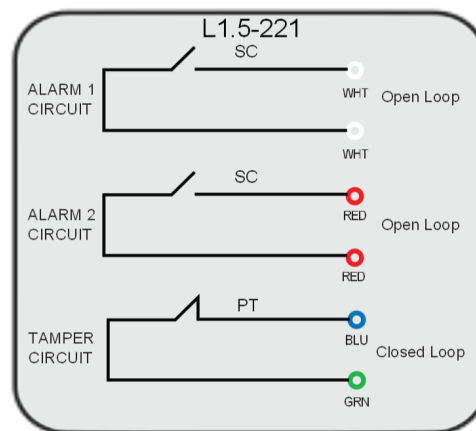 L1.5-221
SC
ALARM 1
CIRCUIT
WHT
Open Loop
WHT
SC
ALARM 2
CIRCUIT
RED
Open Loop
RED
PT
TAMPER
CIRCUIT
BLU
Closed Loop
GRN